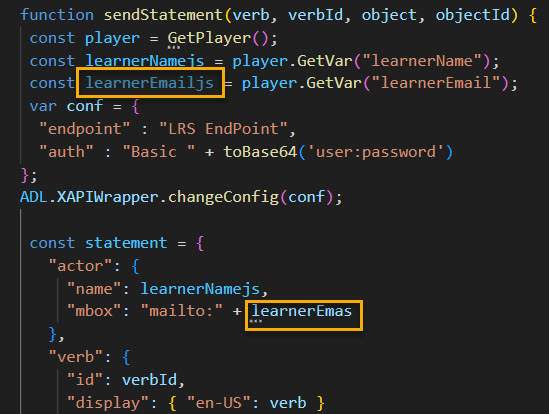 function sendStatement(verb, verbId, object, objectId) {
const player = GetPlayer();
const learnerNamejs = player.GetVar("learnerName");
const learnerEmailjs = player.GetVar("learnerEmail");
var conf = {
"endpoint" : "LRS EndPoint",
"auth" : "Basic " + toBase64('user:password')
};
ADL.XAPIWrapper.changeConfig(conf);
const statement = {
"actor": {
"name": learnerNamejs,
"mbox": "mailto:" + learnerEmas
},
"verb": {
"id": verbId,
"display": { "en-US": verb }